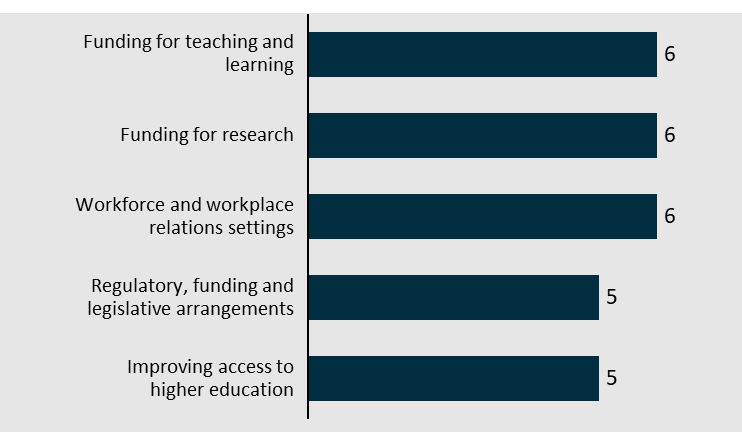 Funding for teaching and
learning
6
Funding for research
6
Workforce and workplace
relations settings
6
Regulatory, funding and
legislative arrangements
5
Improving access to
higher education
5